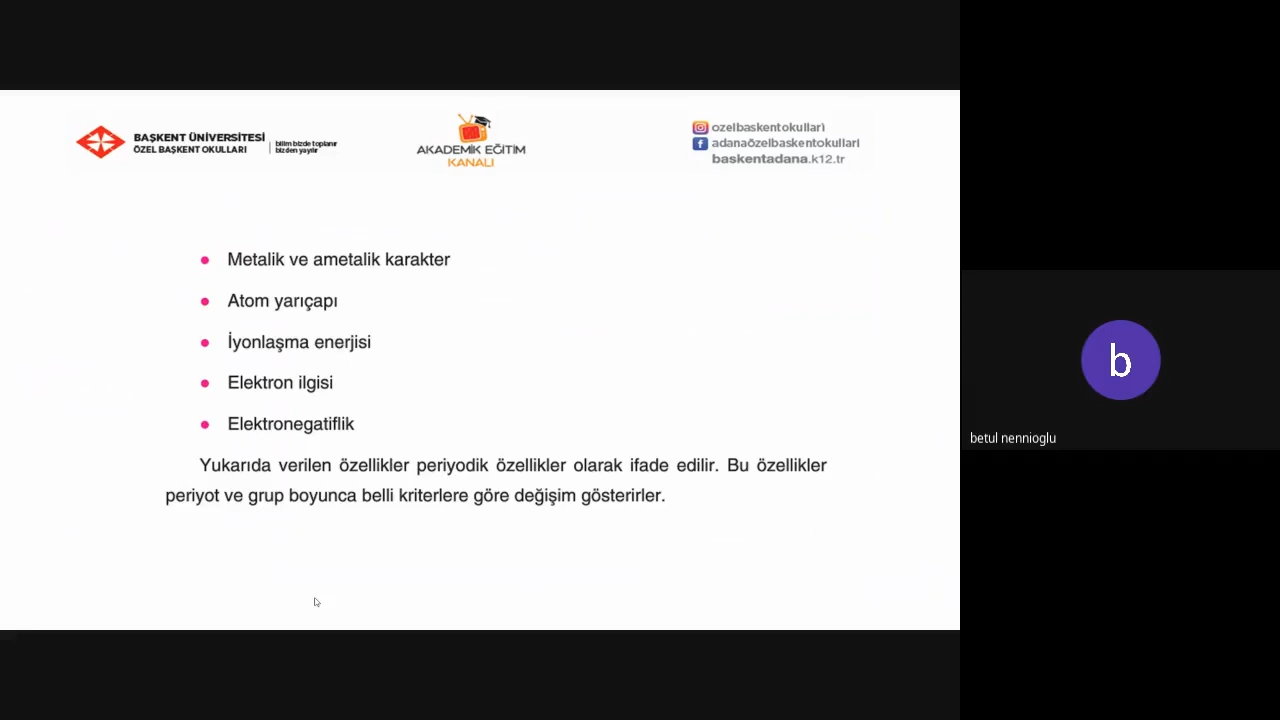 BAŞKENT ÜNİVERSİTESİ
ÖZEL BAŞKENT OKULLARI
bilim bizde toplanır
bizden yayılır
AKADEMİK EĞİTİM
KANALI
ozelbaskentokullari
adanaözelbaskentokullari
baskentadana.k12.tr
Metalik ve ametalik karakter
Atom yarıçapı
İyonlaşma enerjisi
Elektron ilgisi
Elektronegatiflik
Yukarıda verilen özellikler periyodik özellikler olarak ifade edilir. Bu özellikler
periyot ve grup boyunca belli kriterlere göre değişim gösterirler.
b
betul nennioglu